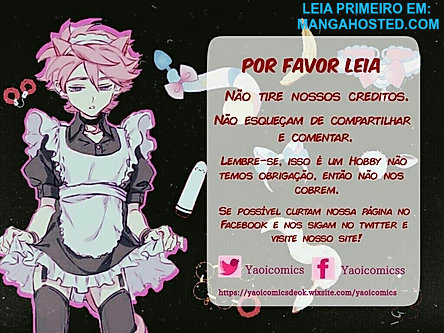 LEIA PRIMEIRO EM:
MANGAHOSTED.COM
POR FAVOR LEIA
NÃO TIRE NOSSOS CREDITOS.
NÃO ESQUEÇAM DE COMPARTILHAR
E COMENTAR.
LEMBRE-SE, ISSO É UM HOBBY NÃO
TEMOS OBRIGAÇÃO, ENTÃO NÃO NOS
COBREM.
SE POSSÍVEL CURTAM NOSSA PÁGINA NO
FACEBOOK E NOS SIGAM NO TWITTER E
VISITE NOSSO SITE!
Yaoicomics Yaoicomicss
https://yaoicomicsdeok.wixsite.com/yaoicomics